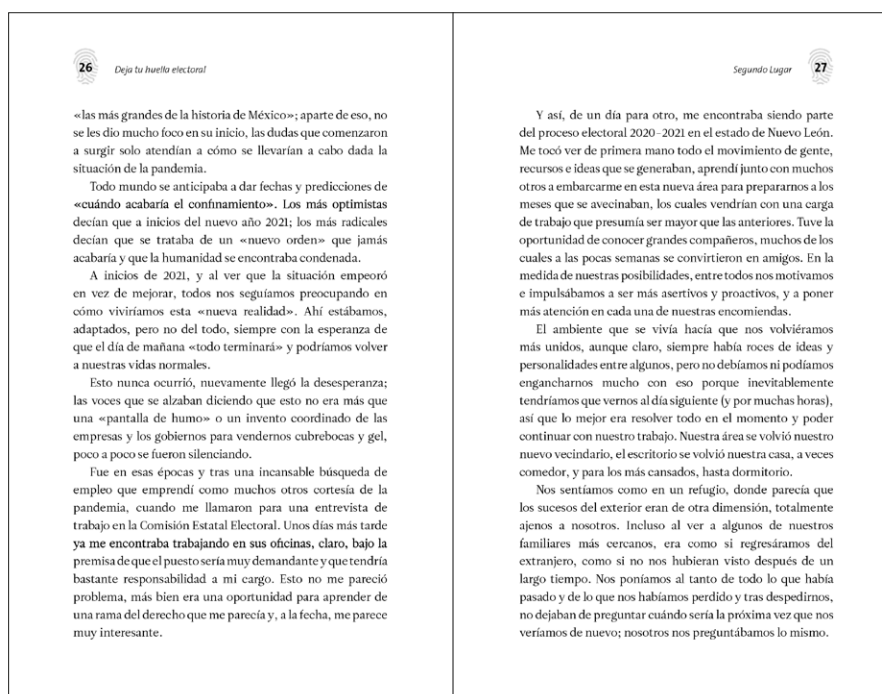 26
Deja tu huella electoral
«las más grandes de la historia de México»; aparte de eso, no
se les dio mucho foco en su inicio, las dudas que comenzaron
a surgir solo atendían a cómo se llevarían a cabo dada la
situación de la pandemia.
Todo mundo se anticipaba a dar fechas y predicciones de
«cuándo acabaría el confinamiento». Los más optimistas
decían que a inicios del nuevo año 2021; los más radicales
decían que se trataba de un «nuevo orden» que jamás
acabaría y que la humanidad se encontraba condenada.
A inicios de 2021, y al ver que la situación empeoró
en vez de mejorar, todos nos seguíamos preocupando en
cómo viviríamos esta «nueva realidad». Ahí estábamos,
adaptados, pero no del todo, siempre con la esperanza de
que el día de mañana «todo terminará» y podríamos volver
a nuestras vidas normales.
Esto nunca ocurrió, nuevamente llegó la desesperanza;
las voces que se alzaban diciendo que esto no era más que
una «pantalla de humo» o un invento coordinado de las
empresas y los gobiernos para vendernos cubrebocas y gel,
poco a poco se fueron silenciando.
Fue en esas épocas y tras una incansable búsqueda de
empleo que emprendí como muchos otros cortesía de la
pandemia, cuando me llamaron para una entrevista de
trabajo en la Comisión Estatal Electoral. Unos días más tarde
ya me encontraba trabajando en sus oficinas, claro, bajo la
premisa de que el puesto sería muy demandante y que tendría
bastante responsabilidad a mi cargo. Esto no me pareció
problema, más bien era una oportunidad para aprender de
una rama del derecho que me parecía y, a la fecha, me parece
muy interesante.
Segundo Lugar
27
Y así, de un día para otro, me encontraba siendo parte
del proceso electoral 2020-2021 en el estado de Nuevo León.
Me tocó ver de primera mano todo el movimiento de gente,
recursos e ideas que se generaban, aprendí junto con muchos
otros a embarcarme en esta nueva área para prepararnos a los
meses que se avecinaban, los cuales vendrían con una carga
de trabajo que presumía ser mayor que las anteriores. Tuve la
oportunidad de conocer grandes compañeros, muchos de los
cuales a las pocas semanas se convirtieron en amigos. En la
medida de nuestras posibilidades, entre todos nos motivamos
e impulsábamos a ser más asertivos y proactivos, y a poner
más atención en cada una de nuestras encomiendas.
El ambiente que se vivía hacía que nos volviéramos
más unidos, aunque claro, siempre había roces de ideas y
personalidades entre algunos, pero no debíamos ni podíamos
engancharnos mucho con eso porque inevitablemente
tendríamos que vernos al día siguiente (y por muchas horas),
así que lo mejor era resolver todo en el momento y poder
continuar con nuestro trabajo. Nuestra área se volvió nuestro
nuevo vecindario, el escritorio se volvió nuestra casa, a veces
comedor, y para los más cansados, hasta dormitorio.
Nos sentíamos como en un refugio, donde parecía que
los sucesos del exterior eran de otra dimensión, totalmente
ajenos a nosotros. Incluso al ver a algunos de nuestros
familiares más cercanos, era como si regresáramos del
extranjero, como si no nos hubieran visto después de un
largo tiempo. Nos poníamos al tanto de todo lo que había
pasado y de lo que nos habíamos perdido y tras despedirnos,
no dejaban de preguntar cuándo sería la próxima vez que nos
veríamos de nuevo; nosotros nos preguntábamos lo mismo.